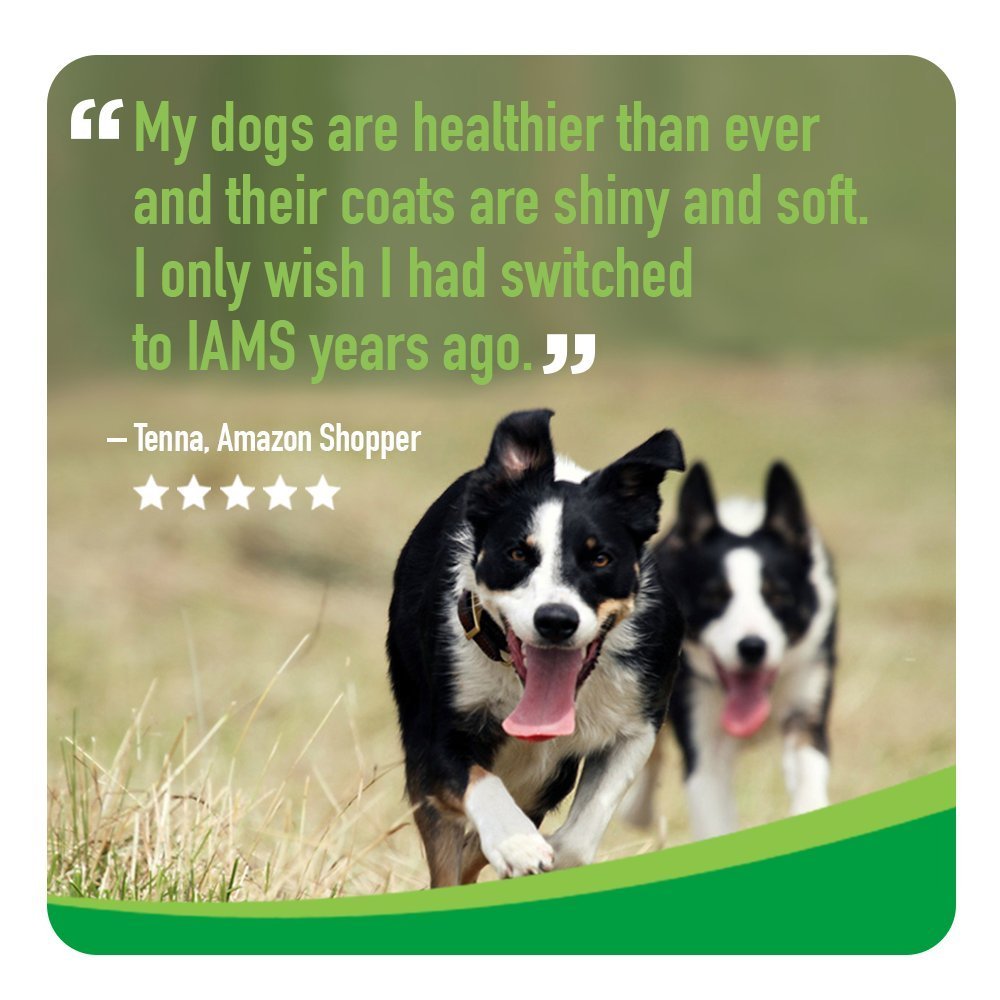 “ My dogs are healthier than ever
and their coats are shiny and soft.
I only wish I had switched
to IAMS years ago. ”
– Tenna, Amazon Shopper